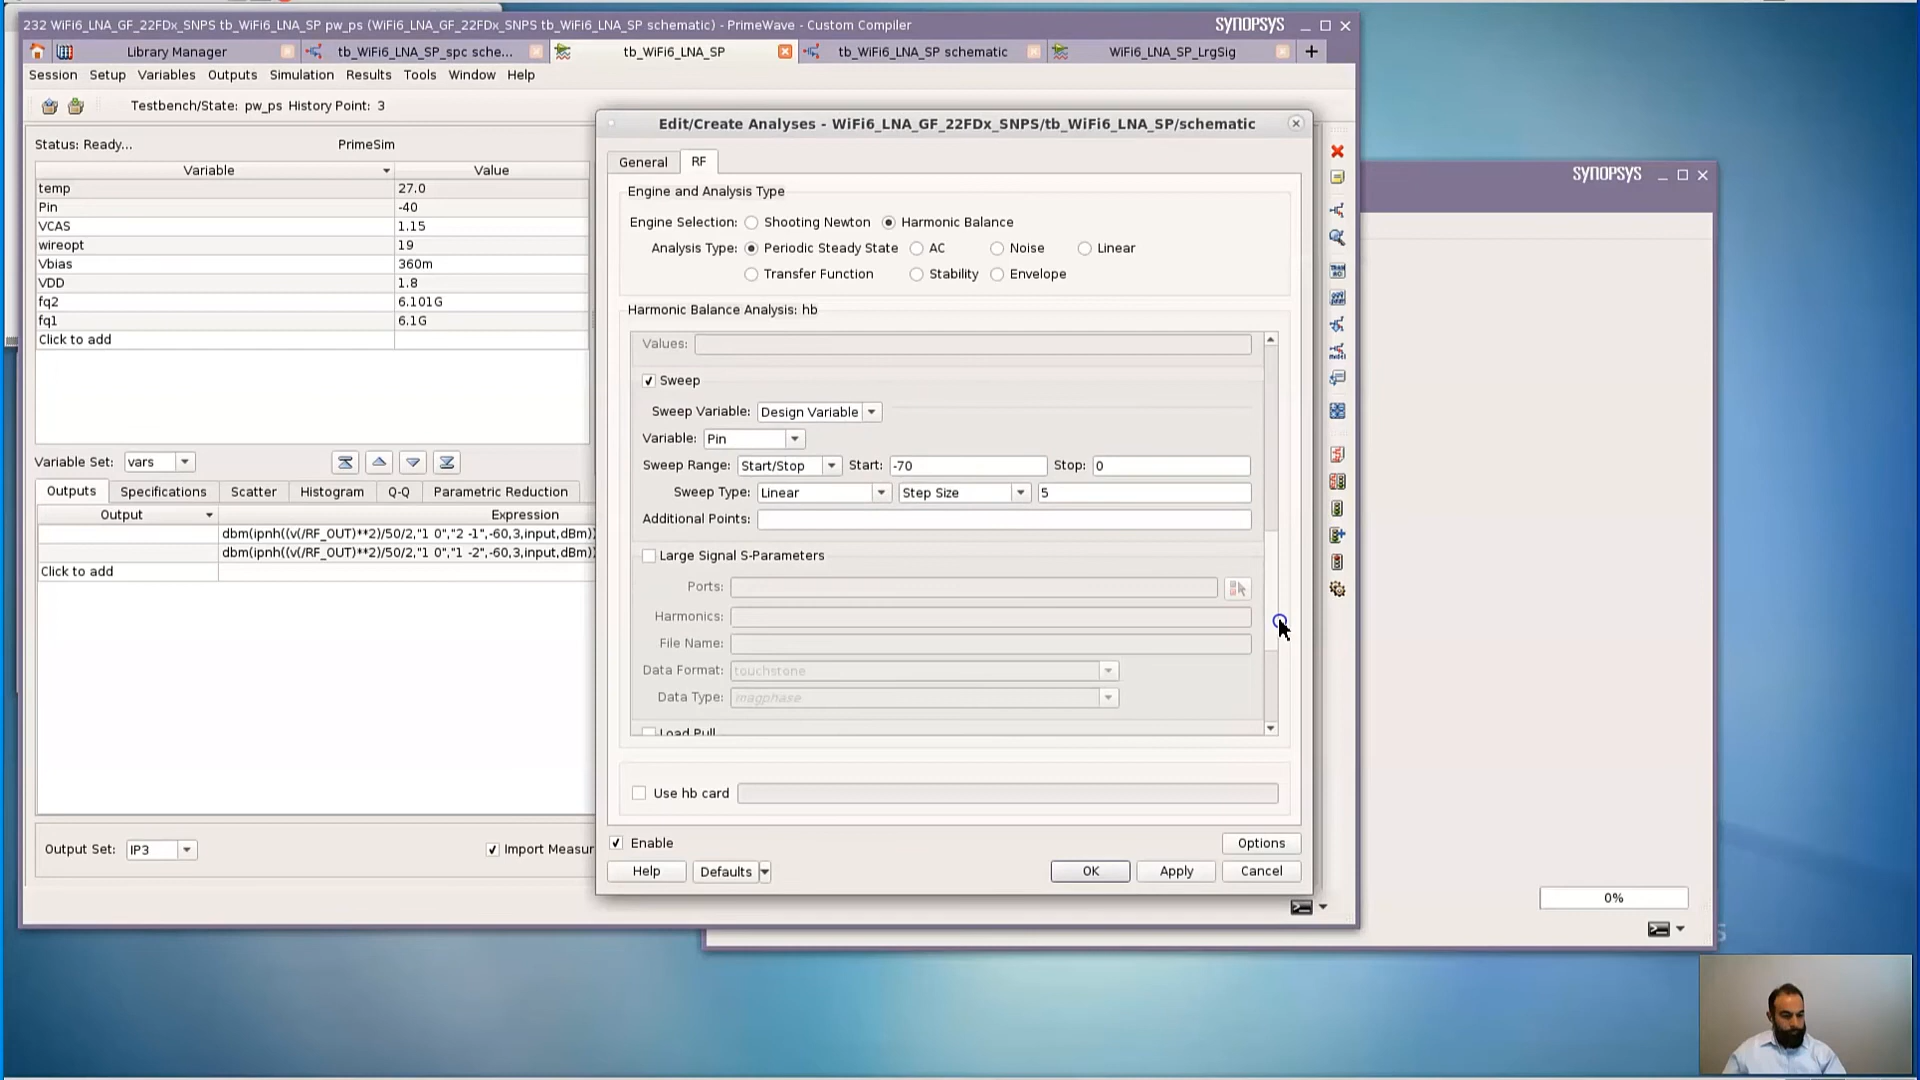 232 WiFi6_LNA_GF_22FDx_SNPS tb_WiFi6_LNA_SP pw_ps (WiFi6_LNA_GF_22FDx_SNPS tb_WiFi6_LNA_SP schematic) - PrimeWave - Custom Compiler
SYNOPSYS
Library Manager
tb_WiFi6_LNA_SP_spc sche...
tb_WiFi6_LNA_SP
tb_WiFi6_LNA_SP schematic
WiFi6_LNA_SP_LrgSig
Session Setup Variables Outputs Simulation Results Tools Window Help
Testbench/State: pw_ps History Point: 3
Status: Ready... PrimeSim
Variable Value
temp 27.0
Pin -40
VCAS 1.15
wireopt 19
Vbias 360m
VDD 1.8
fq2 6.101G
fq1 6.1G
Click to add
Variable Set: vars
Outputs Specifications Scatter Histogram Q-Q Parametric Reduction
Output Expression
dbm(ipnh((v(/RF_OUT)**2)/50/2,"1 0","2 -1",-60,3,input,dBm))
dbm(ipnh((v(/RF_OUT)**2)/50/2,"1 0","1 -2",-60,3,input,dBm))
Click to add
Output Set: IP3
Import Measur
Edit/Create Analyses - WiFi6_LNA_GF_22FDx_SNPS/tb_WiFi6_LNA_SP/schematic
General RF
Engine and Analysis Type
Engine Selection: Shooting Newton Harmonic Balance
Analysis Type: Periodic Steady State AC Noise Linear
Transfer Function Stability Envelope
Harmonic Balance Analysis: hb
Values:
Sweep
Sweep Variable: Design Variable
Variable: Pin
Sweep Range: Start/Stop Start: -70 Stop: 0
Sweep Type: Linear Step Size 5
Additional Points:
Large Signal S-Parameters
Ports:
Harmonics:
File Name:
Data Format: touchstone
Data Type: magphase
Load Pull
Use hb card
Enable
Options
Help Defaults OK Apply Cancel
SYNOPSYS
0%